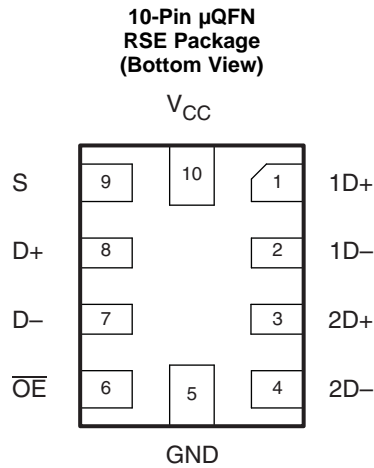 10-Pin µQFN
RSE Package
(Bottom View)
VCC
S 9 10 1 1D+
D+ 8 2 1D–
D– 7 3 2D+
OE 6 5 4 2D–
GND